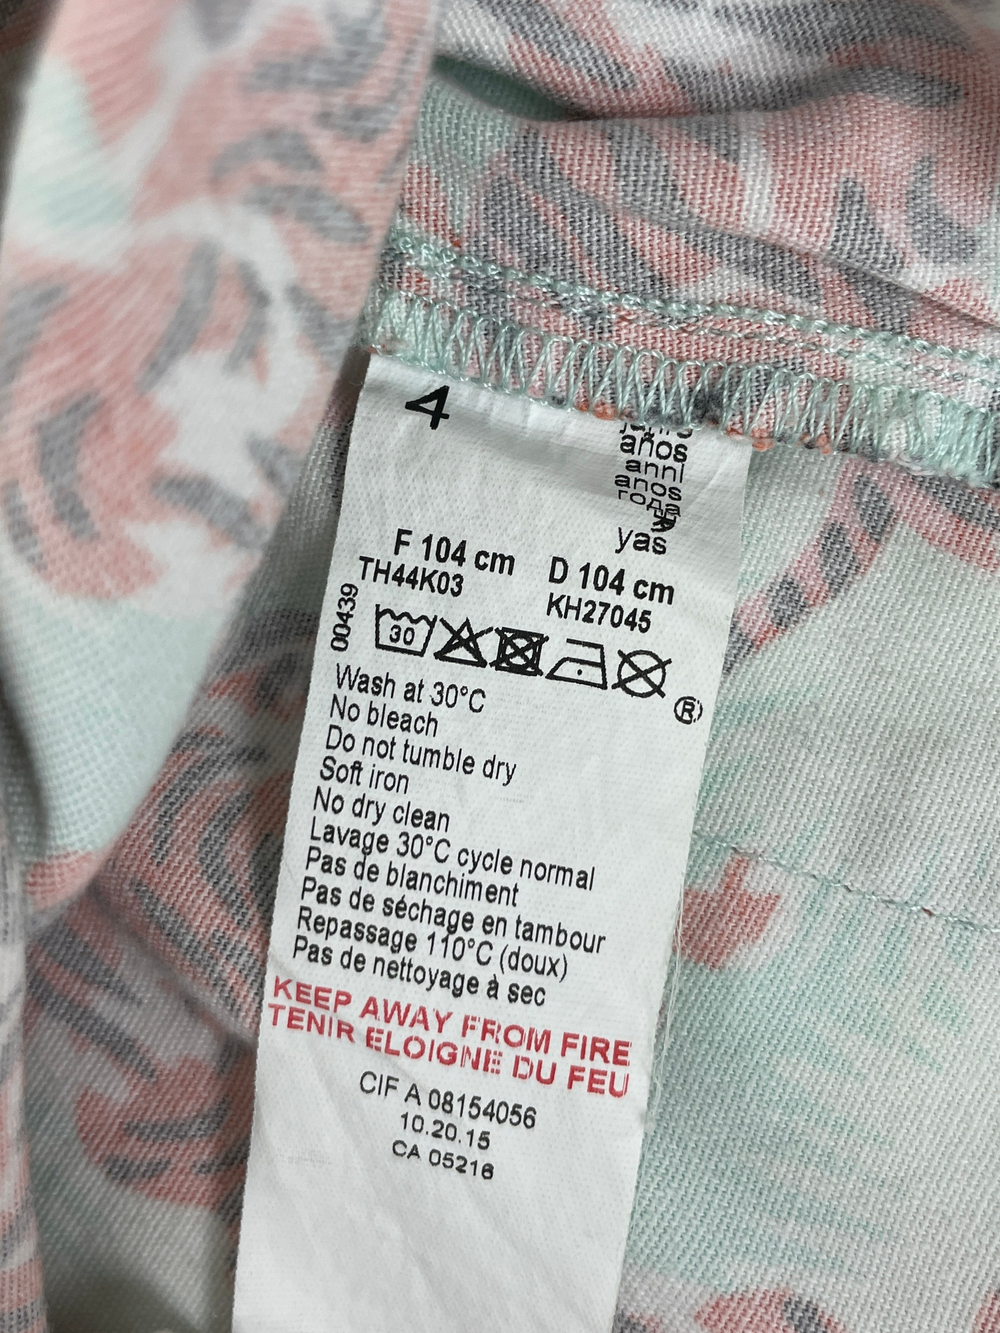 4
años
anni
anos
года
yas
F 104 cm D 104 cm
TH44K03 KH27045
00439
30
®
Wash at 30°C
No bleach
Do not tumble dry
Soft iron
No dry clean
Lavage 30°C cycle normal
Pas de blanchiment
Pas de séchage en tambour
Repassage 110°C (doux)
Pas de nettoyage à sec
KEEP AWAY FROM FIRE
TENIR ELOIGNE DU FEU
CIF A 08154056
10.20.15
CA 05216